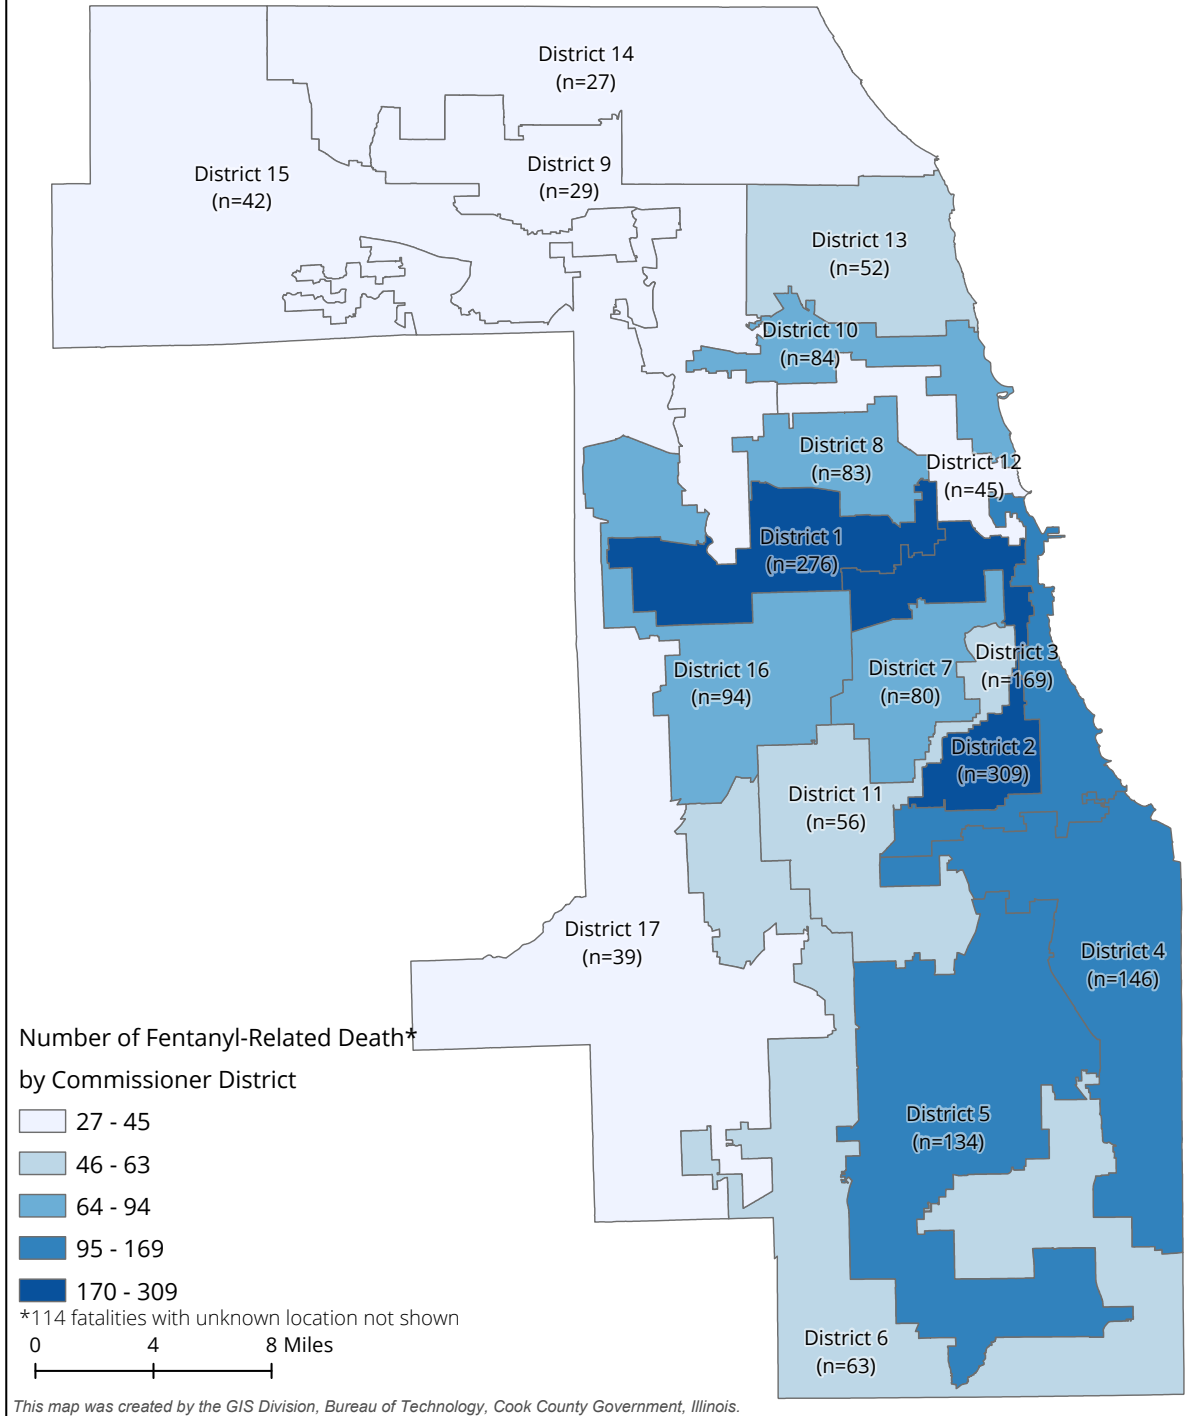 District 14
(n=27)
District 9
(n=29)
District 15
(n=42)
District 13
(n=52)
District 10
(n=84)
District 8
(n=83)
District 12
(n=45)
District 1
(n=276)
District 3
(n=169)
District 16
(n=94)
District 7
(n=80)
District 2
(n=309)
District 11
(n=56)
District 17
(n=39)
District 4
(n=146)
District 5
(n=134)
District 6
(n=63)
Number of Fentanyl-Related Death*
by Commissioner District
27 - 45
46 - 63
64 - 94
95 - 169
170 - 309
*114 fatalities with unknown location not shown
0 4 8 Miles
This map was created by the GIS Division, Bureau of Technology, Cook County Government, Illinois.